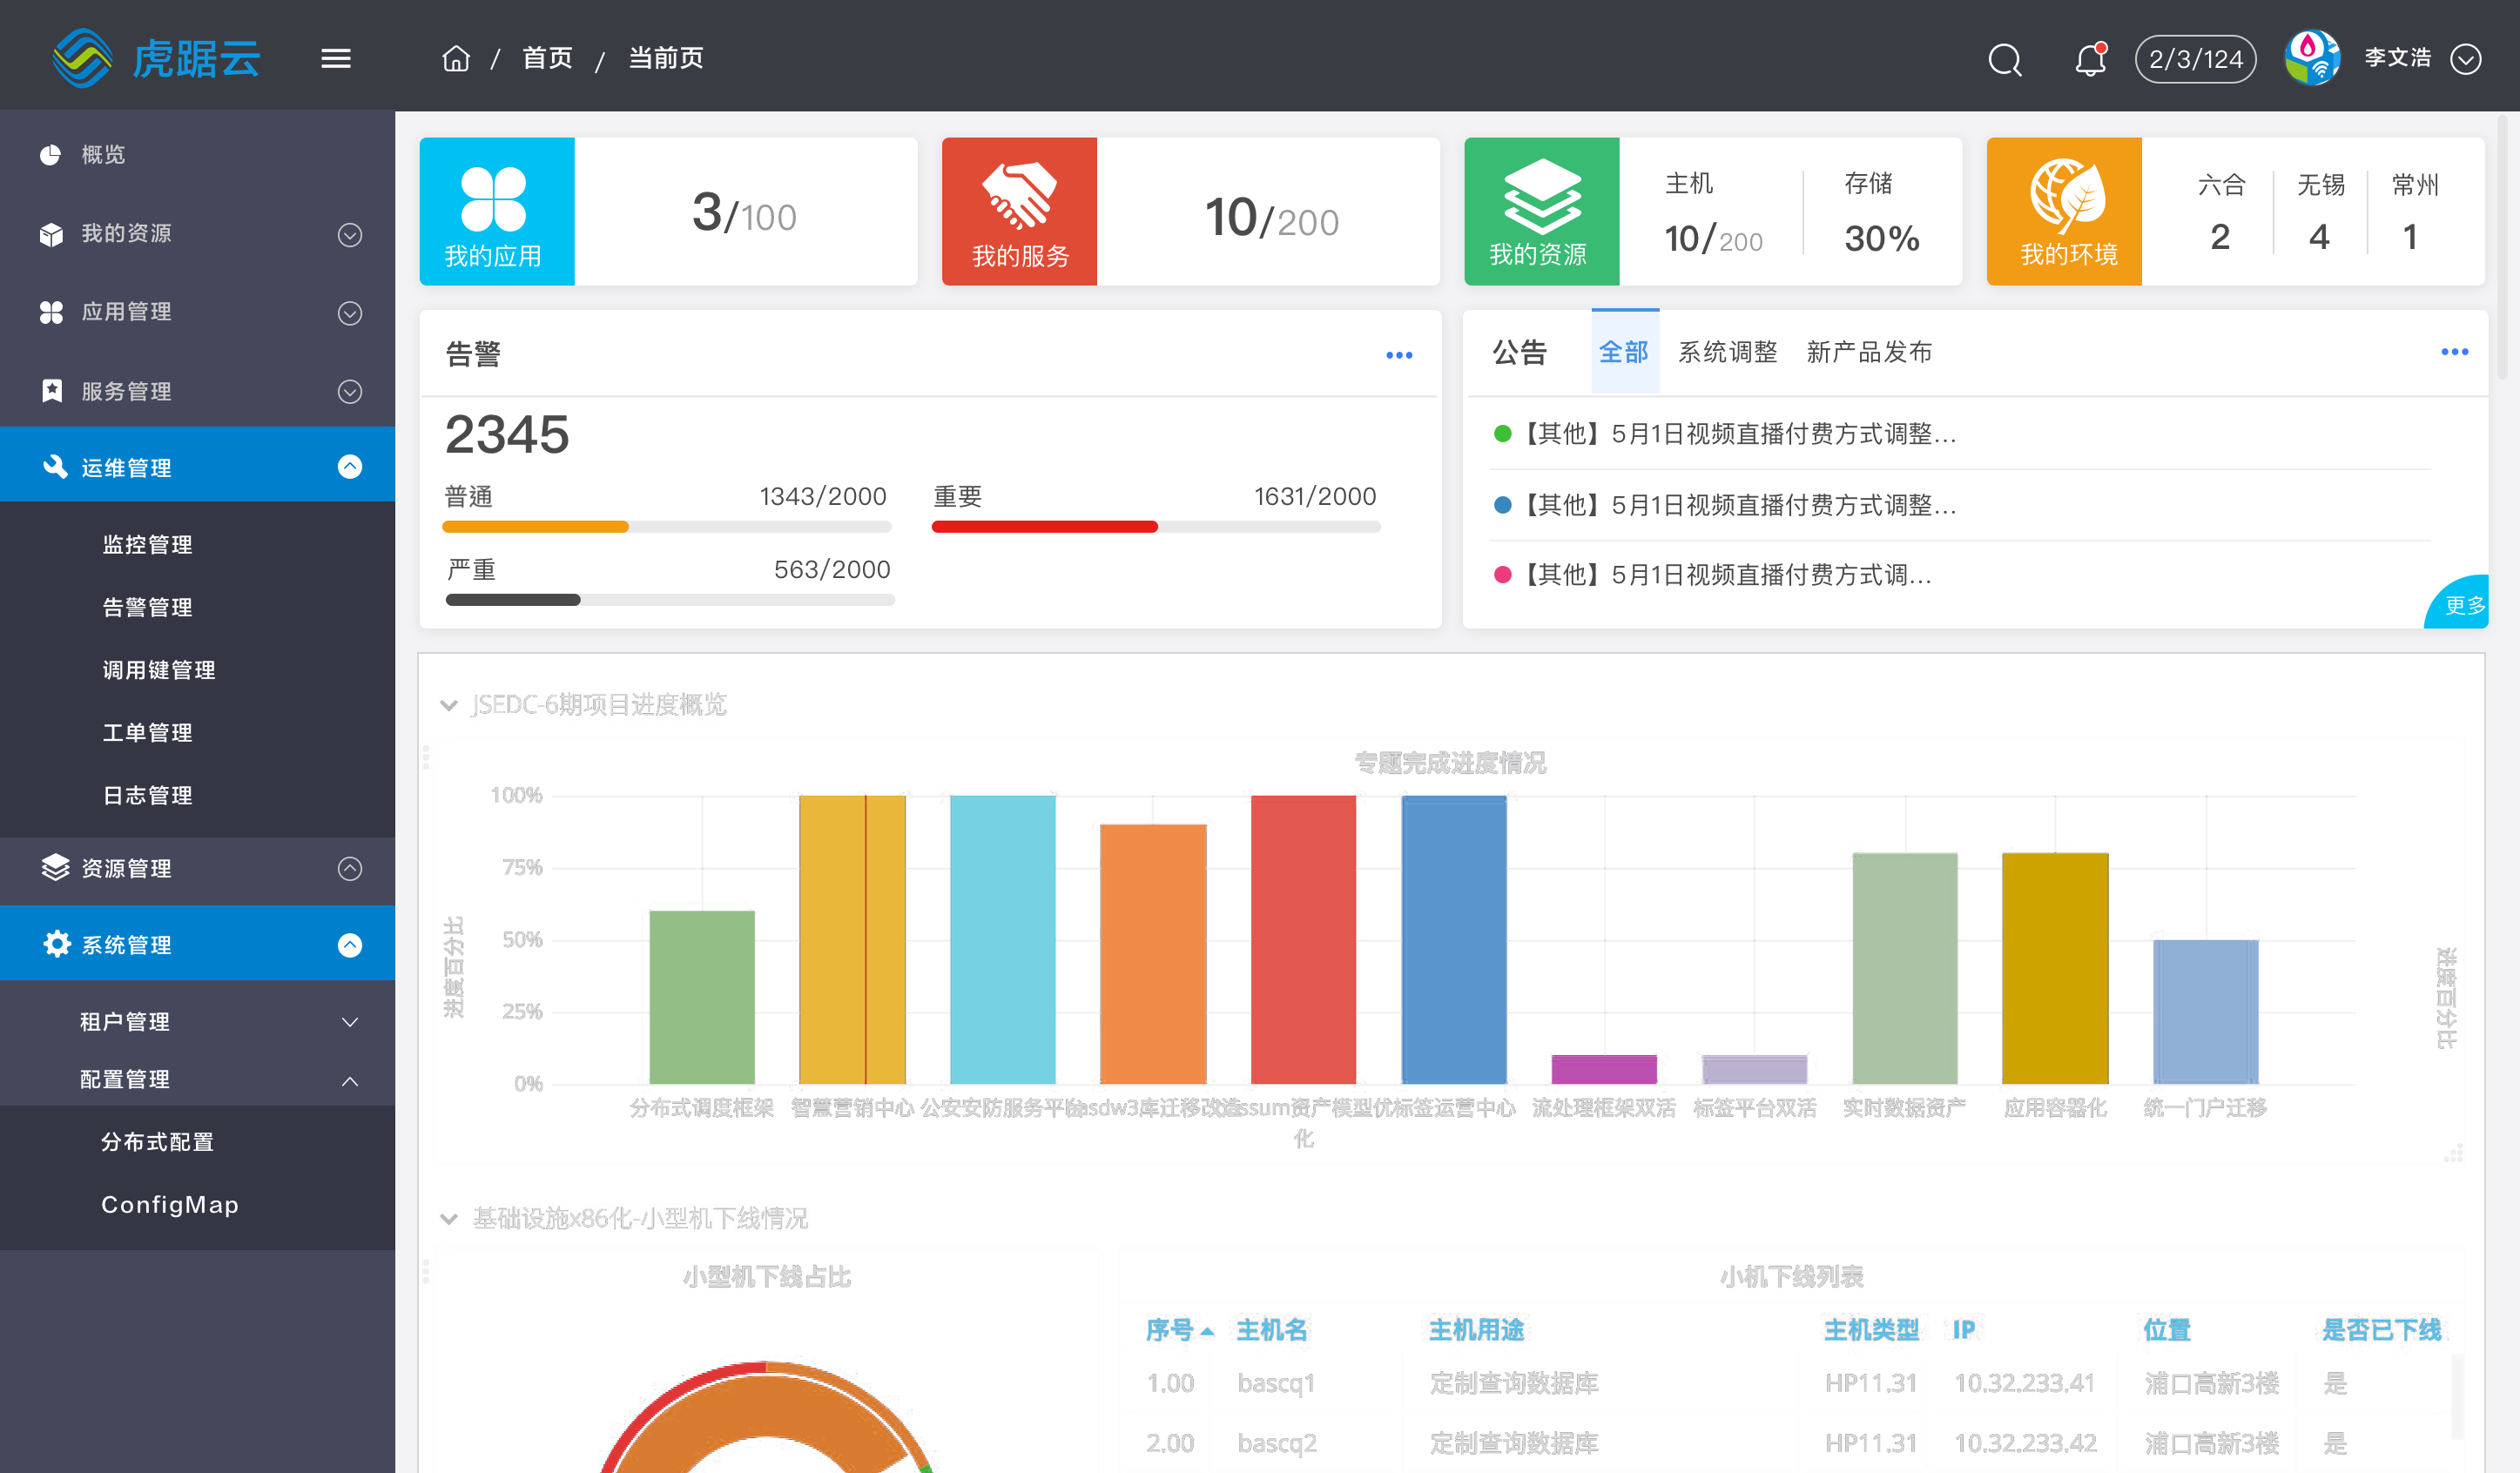 虎踞云
/ 首页 / 当前页
2/3/124
李文浩
概览
我的资源
应用管理
服务管理
运维管理
监控管理
告警管理
调用键管理
工单管理
日志管理
资源管理
系统管理
租户管理
配置管理
分布式配置
ConfigMap
我的应用
3/100
我的服务
10/200
我的资源
主机
10/200
存储
30%
我的环境
六合 无锡 常州
2 4 1
告警
2345
普通 1343/2000
重要 1631/2000
严重 563/2000
公告 全部 系统调整 新产品发布
【其他】5月1日视频直播付费方式调整...
【其他】5月1日视频直播付费方式调整...
【其他】5月1日视频直播付费方式调...
更多
JSEDC-6期项目进度概览
专题完成进度情况
100%
75%
50%
25%
0%
进度百分比
进度百分比
分布式调度框架 智慧营销中心 公安安防服务平台 basdw3库迁移改造 bassum资产模型优化 标签运营中心 流处理框架双活 标签平台双活 实时数据资产 应用容器化 统一门户迁移
基础设施x86化-小型机下线情况
小型机下线占比
小机下线列表
序号 主机名 主机用途 主机类型 IP 位置 是否已下线
1.00 bascq1 定制查询数据库 HP11.31 10.32.233.41 浦口高新3楼 是
2.00 bascq2 定制查询数据库 HP11.31 10.32.233.42 浦口高新3楼 是